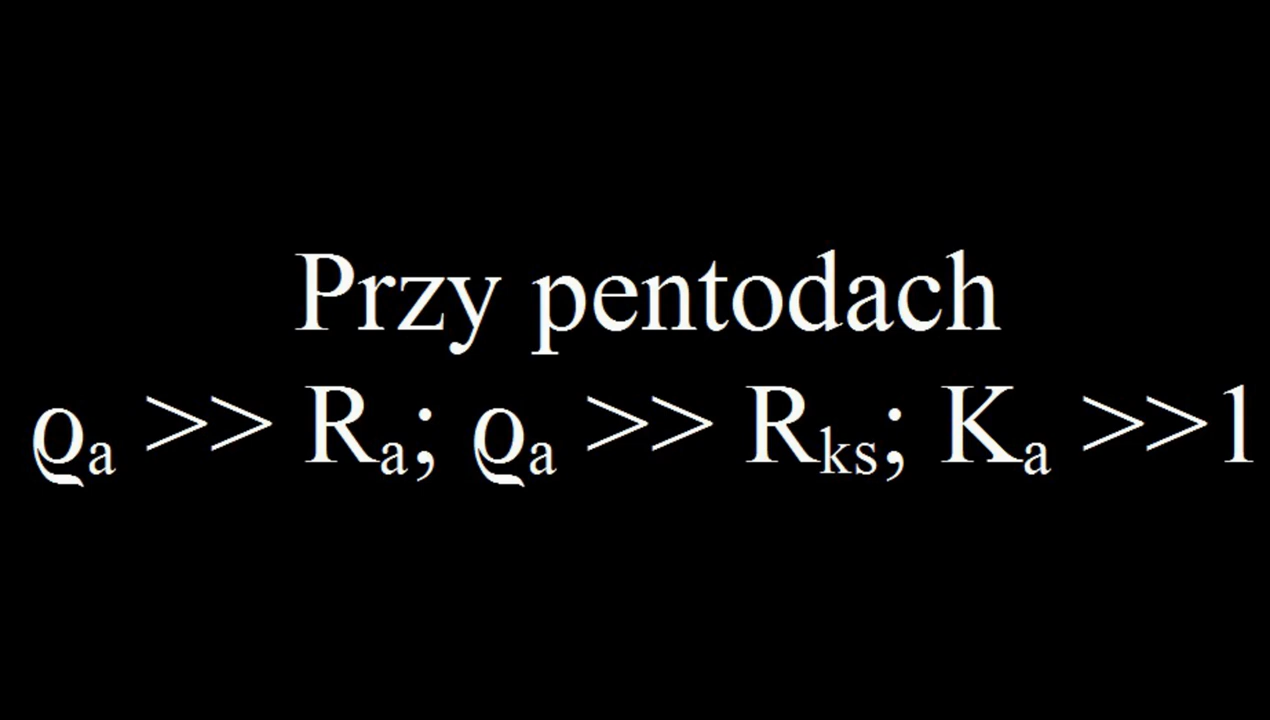 Przy pentodach
ϱₐ >> Rₐ; ϱₐ >> Rₖₛ; Kₐ >>1